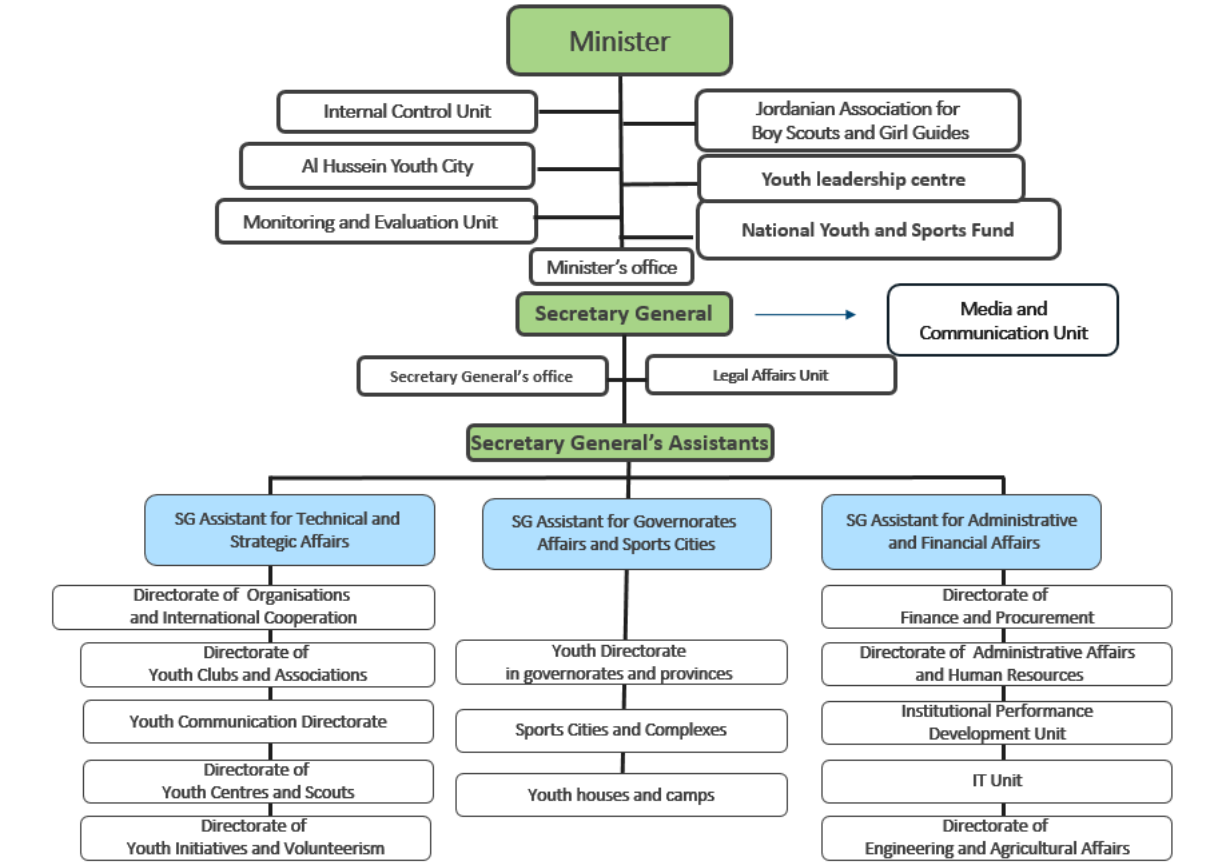 Minister
Internal Control Unit
Jordanian Association for
Boy Scouts and Girl Guides
Al Hussein Youth City
Youth leadership centre
Monitoring and Evaluation Unit
National Youth and Sports Fund
Minister's office
Secretary General
Media and
Communication Unit
Secretary General's office
Legal Affairs Unit
Secretary General's Assistants
SG Assistant for Technical and
Strategic Affairs
Directorate of Organisations
and International Cooperation
Directorate of
Youth Clubs and Associations
Youth Communication Directorate
Directorate of
Youth Centres and Scouts
Directorate of
Youth Initiatives and Volunteerism
SG Assistant for Governorates
Affairs and Sports Cities
Youth Directorate
in governorates and provinces
Sports Cities and Complexes
Youth houses and camps
SG Assistant for Administrative
and Financial Affairs
Directorate of
Finance and Procurement
Directorate of Administrative Affairs
and Human Resources
Institutional Performance
Development Unit
IT Unit
Directorate of
Engineering and Agricultural Affairs